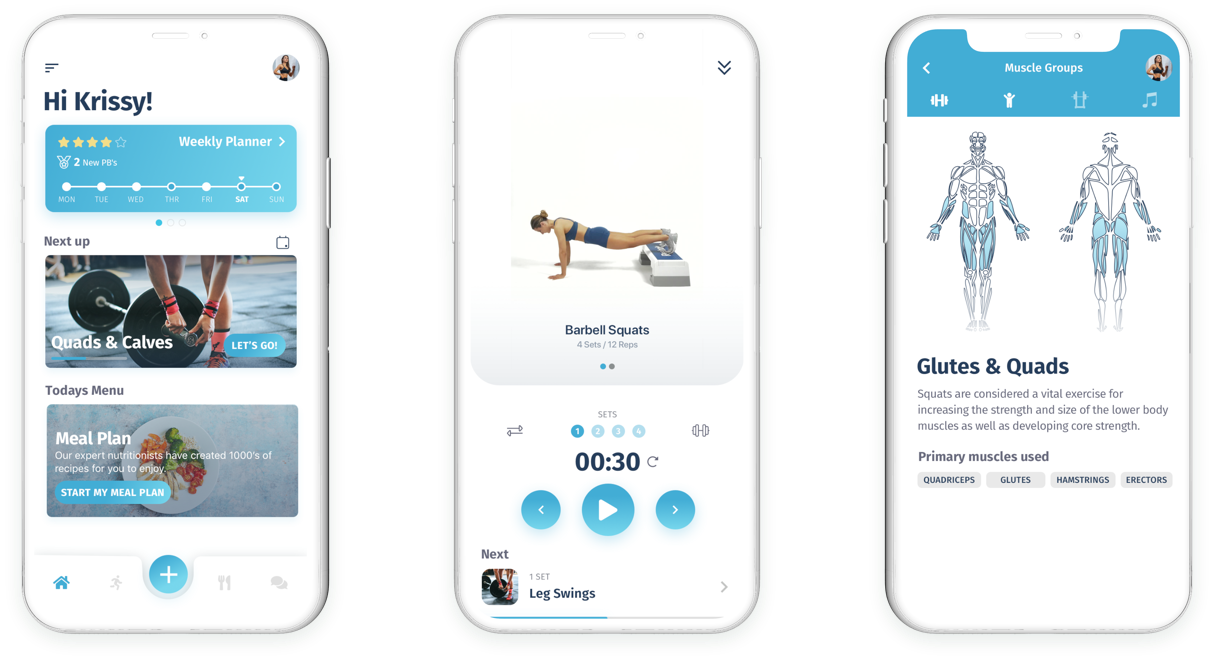 Hi Krissy!
Weekly Planner
2 New PB's
MON TUE WED THR FRI SAT SUN
Next up
Quads & Calves
LET'S GO!
Todays Menu
Meal Plan
Our expert nutritionists have created 1000's of
recipes for you to enjoy.
START MY MEAL PLAN
Barbell Squats
4 Sets / 12 Reps
SETS
1 2 3 4
00:30
Next
1 SET
Leg Swings
Muscle Groups
Glutes & Quads
Squats are considered a vital exercise for
increasing the strength and size of the lower body
muscles as well as developing core strength.
Primary muscles used
QUADRICEPS GLUTES HAMSTRINGS ERECTORS